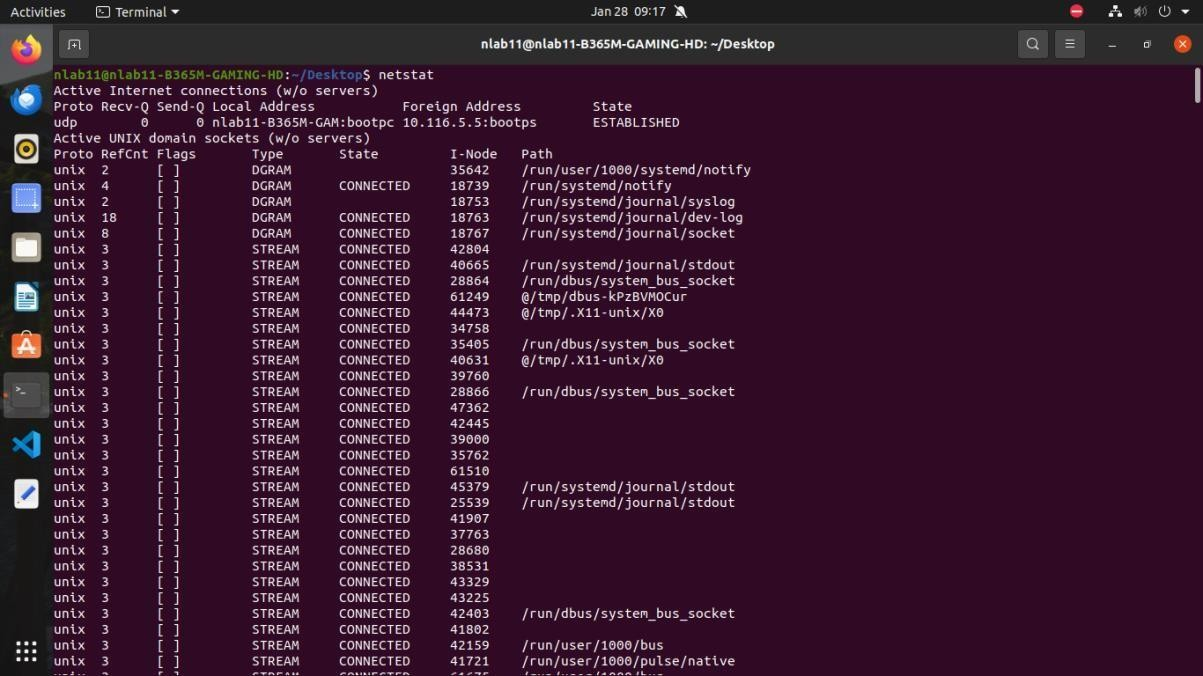 Activities Terminal Jan 28 09:17
nlab11@nlab11-B365M-GAMING-HD: ~/Desktop
nlab11@nlab11-B365M-GAMING-HD:~/Desktop$ netstat
Active Internet connections (w/o servers)
Proto Recv-Q Send-Q Local Address Foreign Address State
udp 0 0 nlab11-B365M-GAM:bootpc 10.116.5.5:bootps ESTABLISHED
Active UNIX domain sockets (w/o servers)
Proto RefCnt Flags Type State I-Node Path
unix 2 [ ] DGRAM 35642 /run/user/1000/systemd/notify
unix 4 [ ] DGRAM CONNECTED 18739 /run/systemd/notify
unix 2 [ ] DGRAM 18753 /run/systemd/journal/syslog
unix 18 [ ] DGRAM CONNECTED 18763 /run/systemd/journal/dev-log
unix 8 [ ] DGRAM CONNECTED 18767 /run/systemd/journal/socket
unix 3 [ ] STREAM CONNECTED 42804
unix 3 [ ] STREAM CONNECTED 40665 /run/systemd/journal/stdout
unix 3 [ ] STREAM CONNECTED 28864 /run/dbus/system_bus_socket
unix 3 [ ] STREAM CONNECTED 61249 @/tmp/dbus-kPzBVMOCur
unix 3 [ ] STREAM CONNECTED 44473 @/tmp/.X11-unix/X0
unix 3 [ ] STREAM CONNECTED 34758
unix 3 [ ] STREAM CONNECTED 35405 /run/dbus/system_bus_socket
unix 3 [ ] STREAM CONNECTED 40631 @/tmp/.X11-unix/X0
unix 3 [ ] STREAM CONNECTED 39760
unix 3 [ ] STREAM CONNECTED 28866 /run/dbus/system_bus_socket
unix 3 [ ] STREAM CONNECTED 47362
unix 3 [ ] STREAM CONNECTED 42445
unix 3 [ ] STREAM CONNECTED 39000
unix 3 [ ] STREAM CONNECTED 35762
unix 3 [ ] STREAM CONNECTED 61510
unix 3 [ ] STREAM CONNECTED 45379 /run/systemd/journal/stdout
unix 3 [ ] STREAM CONNECTED 25539 /run/systemd/journal/stdout
unix 3 [ ] STREAM CONNECTED 41907
unix 3 [ ] STREAM CONNECTED 37763
unix 3 [ ] STREAM CONNECTED 28680
unix 3 [ ] STREAM CONNECTED 38531
unix 3 [ ] STREAM CONNECTED 43329
unix 3 [ ] STREAM CONNECTED 43225
unix 3 [ ] STREAM CONNECTED 42403 /run/dbus/system_bus_socket
unix 3 [ ] STREAM CONNECTED 41802
unix 3 [ ] STREAM CONNECTED 42159 /run/user/1000/bus
unix 3 [ ] STREAM CONNECTED 41721 /run/user/1000/pulse/native